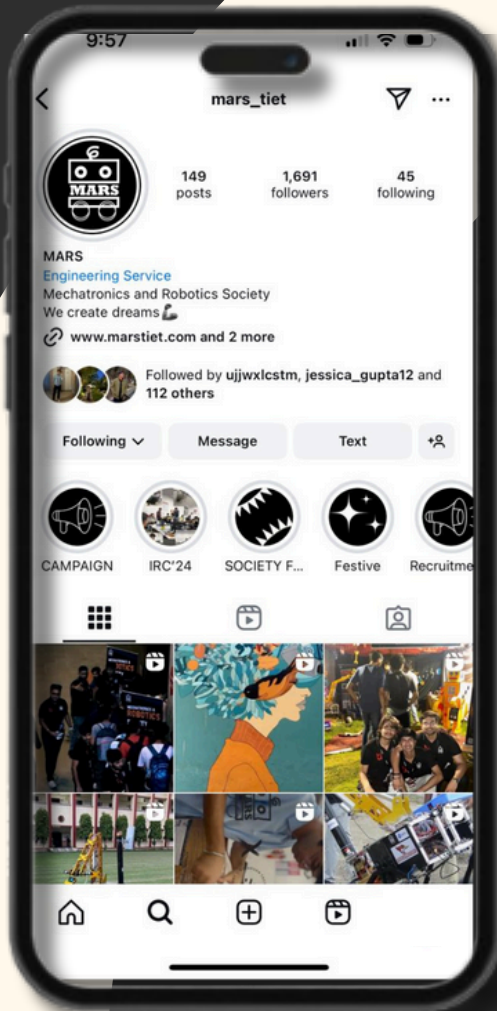 9:57
mars_tiet
MARS
149 1,691 45
posts followers following
MARS
Engineering Service
Mechatronics and Robotics Society
We create dreams
www.marstiet.com and 2 more
Followed by ujjwxlcstm, jessica_gupta12 and
112 others
Following Message Text
CAMPAIGN IRC'24 SOCIETY F... Festive Recruitme
ROBOTICS
MARS